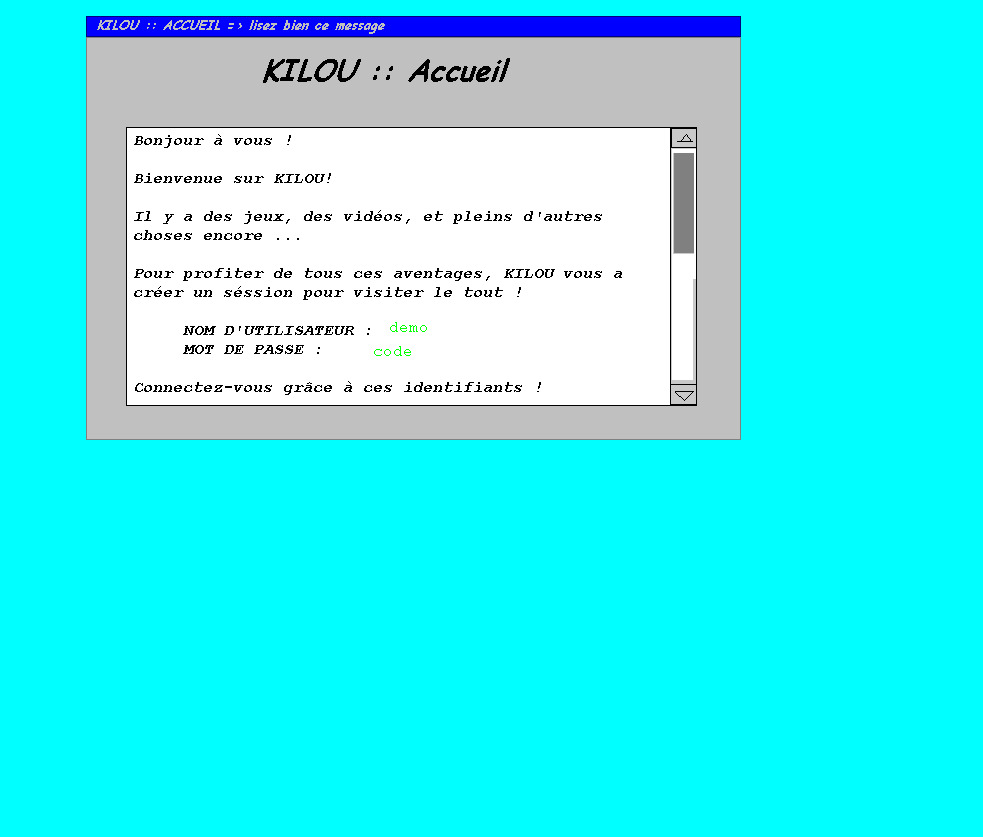 KILOU :: ACCUEIL => lisez bien ce message
KILOU :: Accueil
Bonjour à vous !
Bienvenue sur KILOU!
Il y a des jeux, des vidéos, et pleins d'autres
choses encore ...
Pour profiter de tous ces aventages, KILOU vous a
créer un séssion pour visiter le tout !
NOM D'UTILISATEUR : demo
MOT DE PASSE : code
Connectez-vous grâce à ces identifiants !